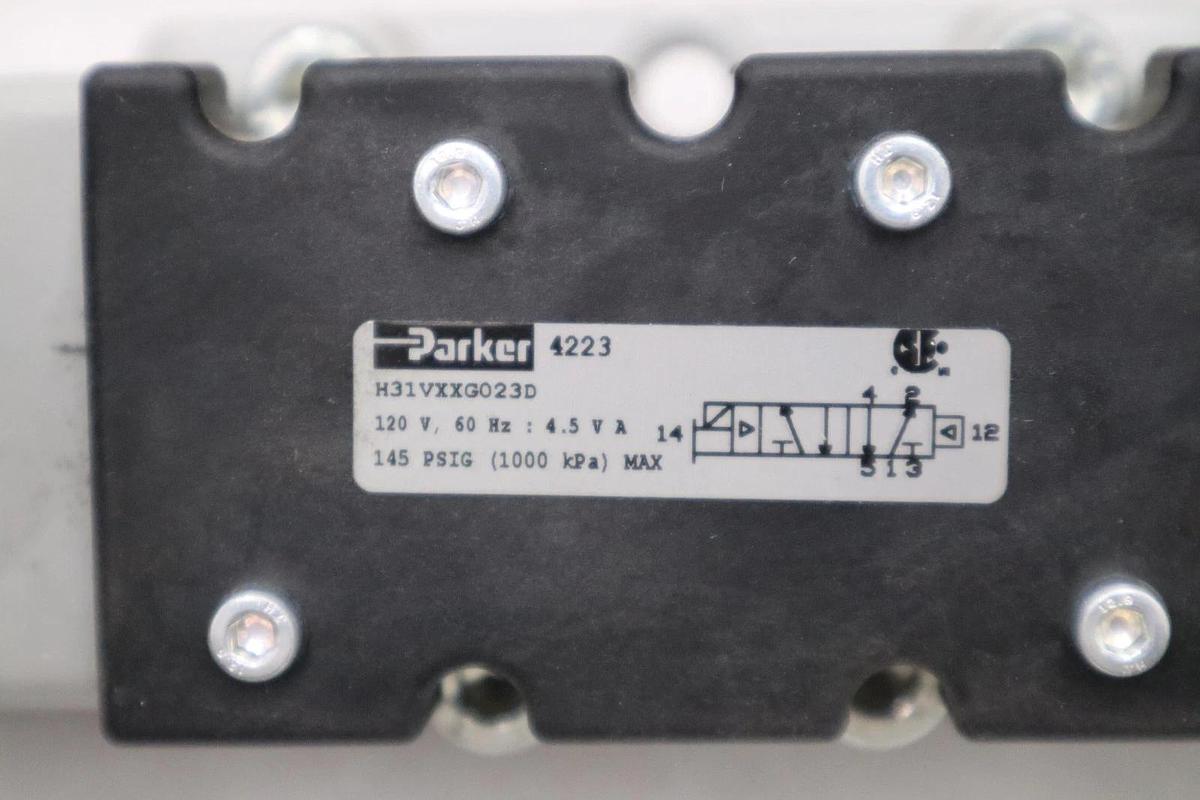 Parker 4223
H31VXXG023D
120 V, 60 Hz : 4.5 V A
145 PSIG (1000 kPa) MAX
4 2
14 12
5 1 3